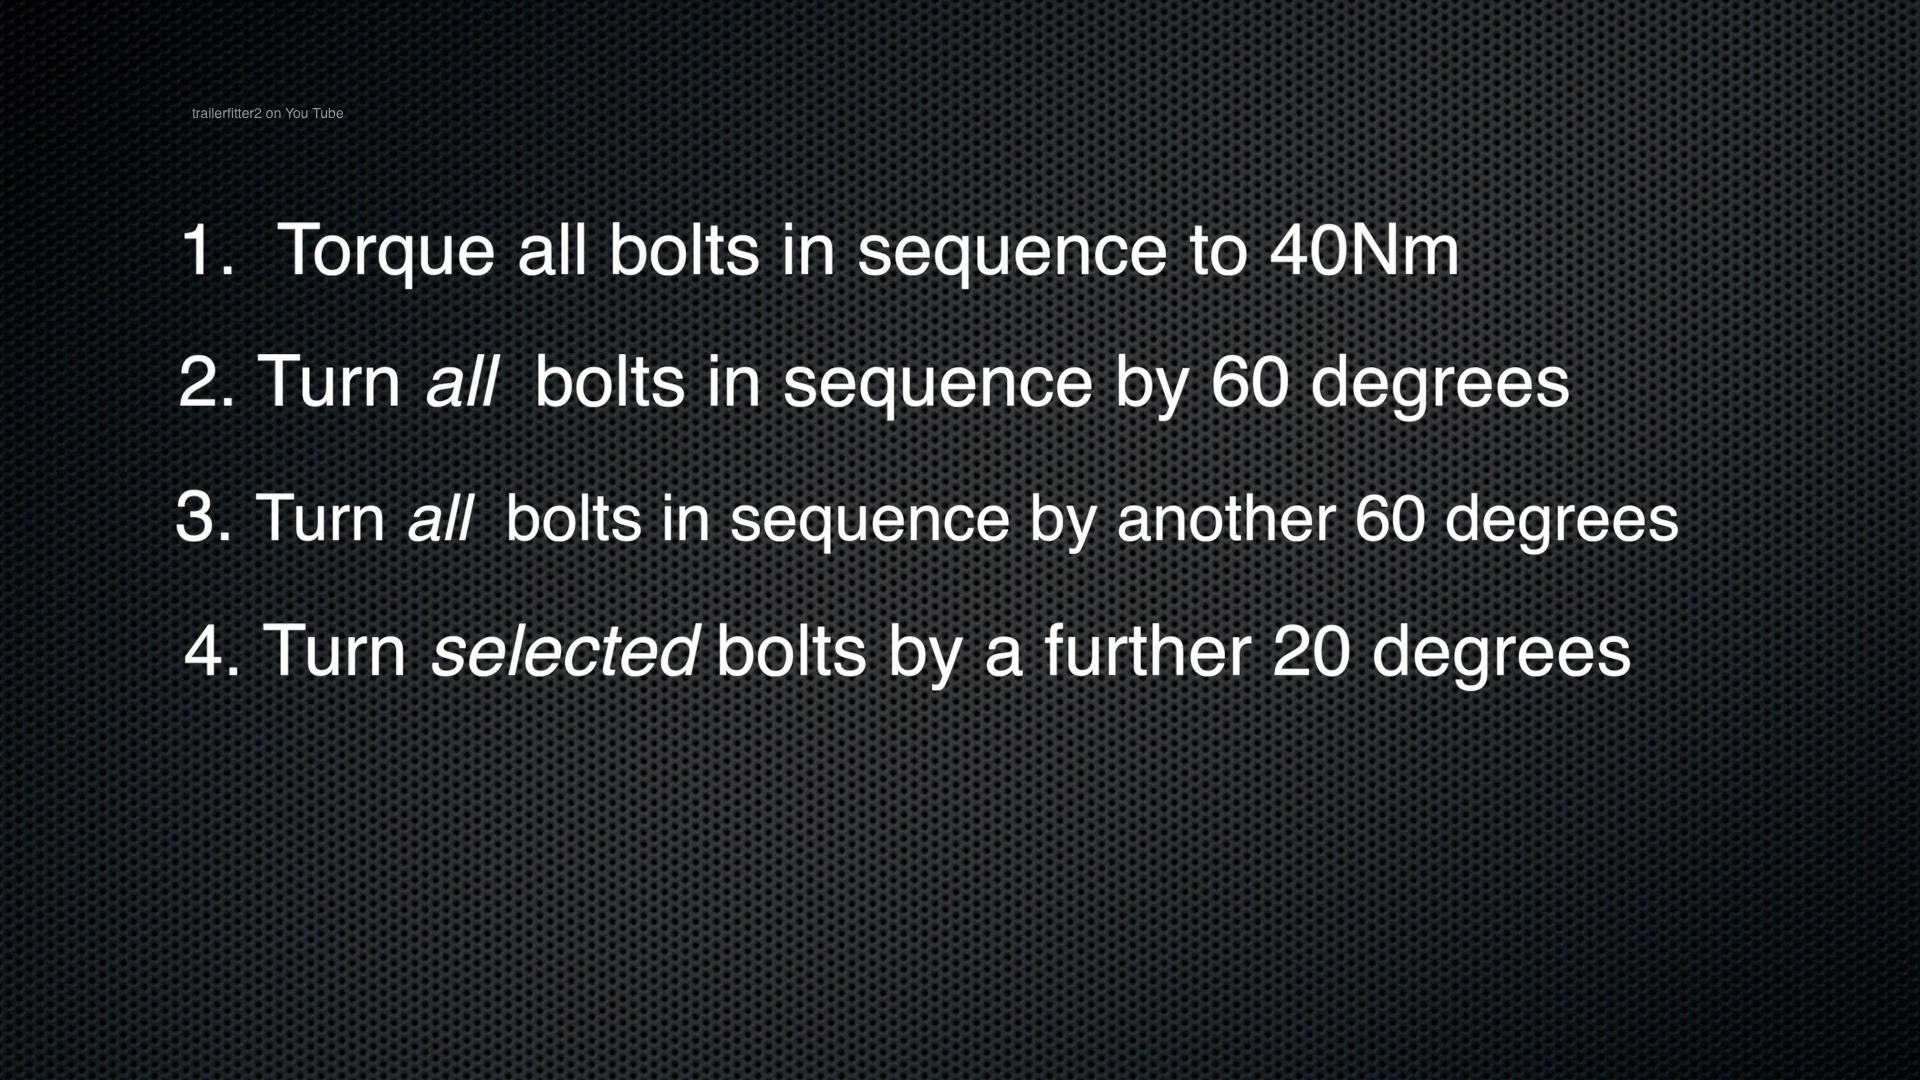 trailerfitter2 on You Tube
1. Torque all bolts in sequence to 40Nm
2. Turn all bolts in sequence by 60 degrees
3. Turn all bolts in sequence by another 60 degrees
4. Turn selected bolts by a further 20 degrees